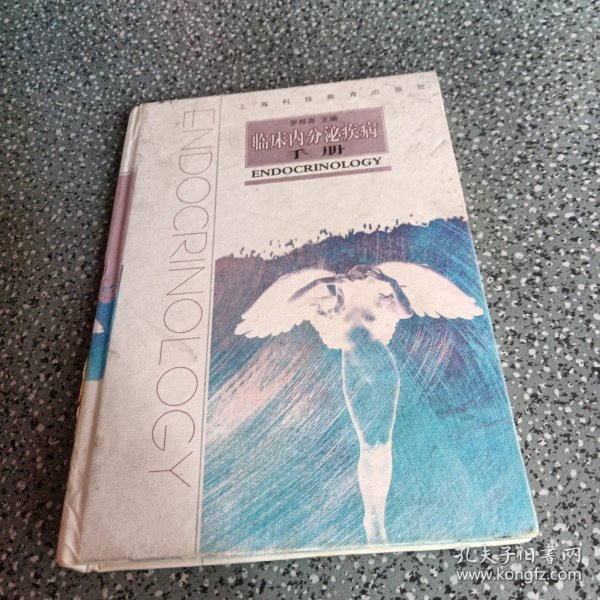 上海科技教育出版社
罗邦尧 主编
临床内分泌疾病
手册
ENDOCRINOLOGY
ENDOCRINOLOGY
孔夫子旧书网
www.kongfz.com